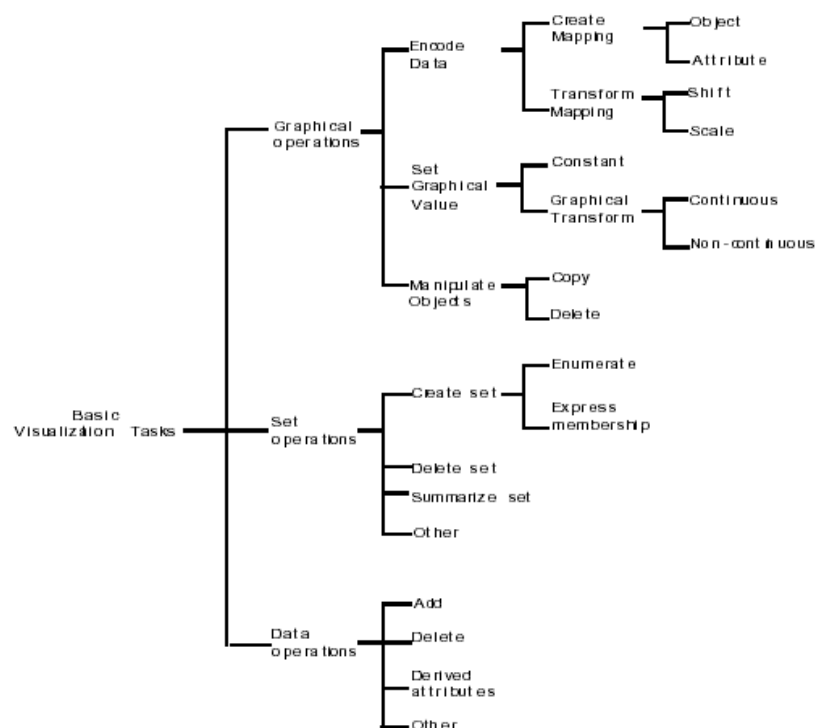 Basic
Visualization Tasks
Graphical
operations
Encode
Data
Create
Mapping
Object
Attribute
Transform
Mapping
Shift
Scale
Set
Graphical
Value
Constant
Graphical
Transform
Continuous
Non-continuous
Manipulate
Objects
Copy
Delete
Set
operations
Create set
Enumerate
Express
membership
Delete set
Summarize set
Other
Data
operations
Add
Delete
Derived
attributes
Other